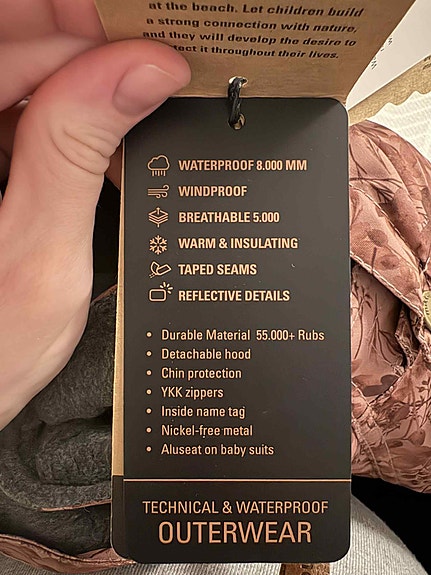 at the beach. Let children build
a strong connection with nature,
and they will develop the desire to
it throughout their lives.
WATERPROOF 8.000 MM
WINDPROOF
BREATHABLE 5.000
WARM & INSULATING
TAPED SEAMS
REFLECTIVE DETAILS
• Durable Material 55.000+ Rubs
• Detachable hood
• Chin protection
• YKK zippers
• Inside name tag
• Nickel-free metal
• Aluseat on baby suits
TECHNICAL & WATERPROOF
OUTERWEAR